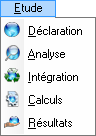 Etude
Déclaration
Analyse
Intégration
Calculs
Résultats